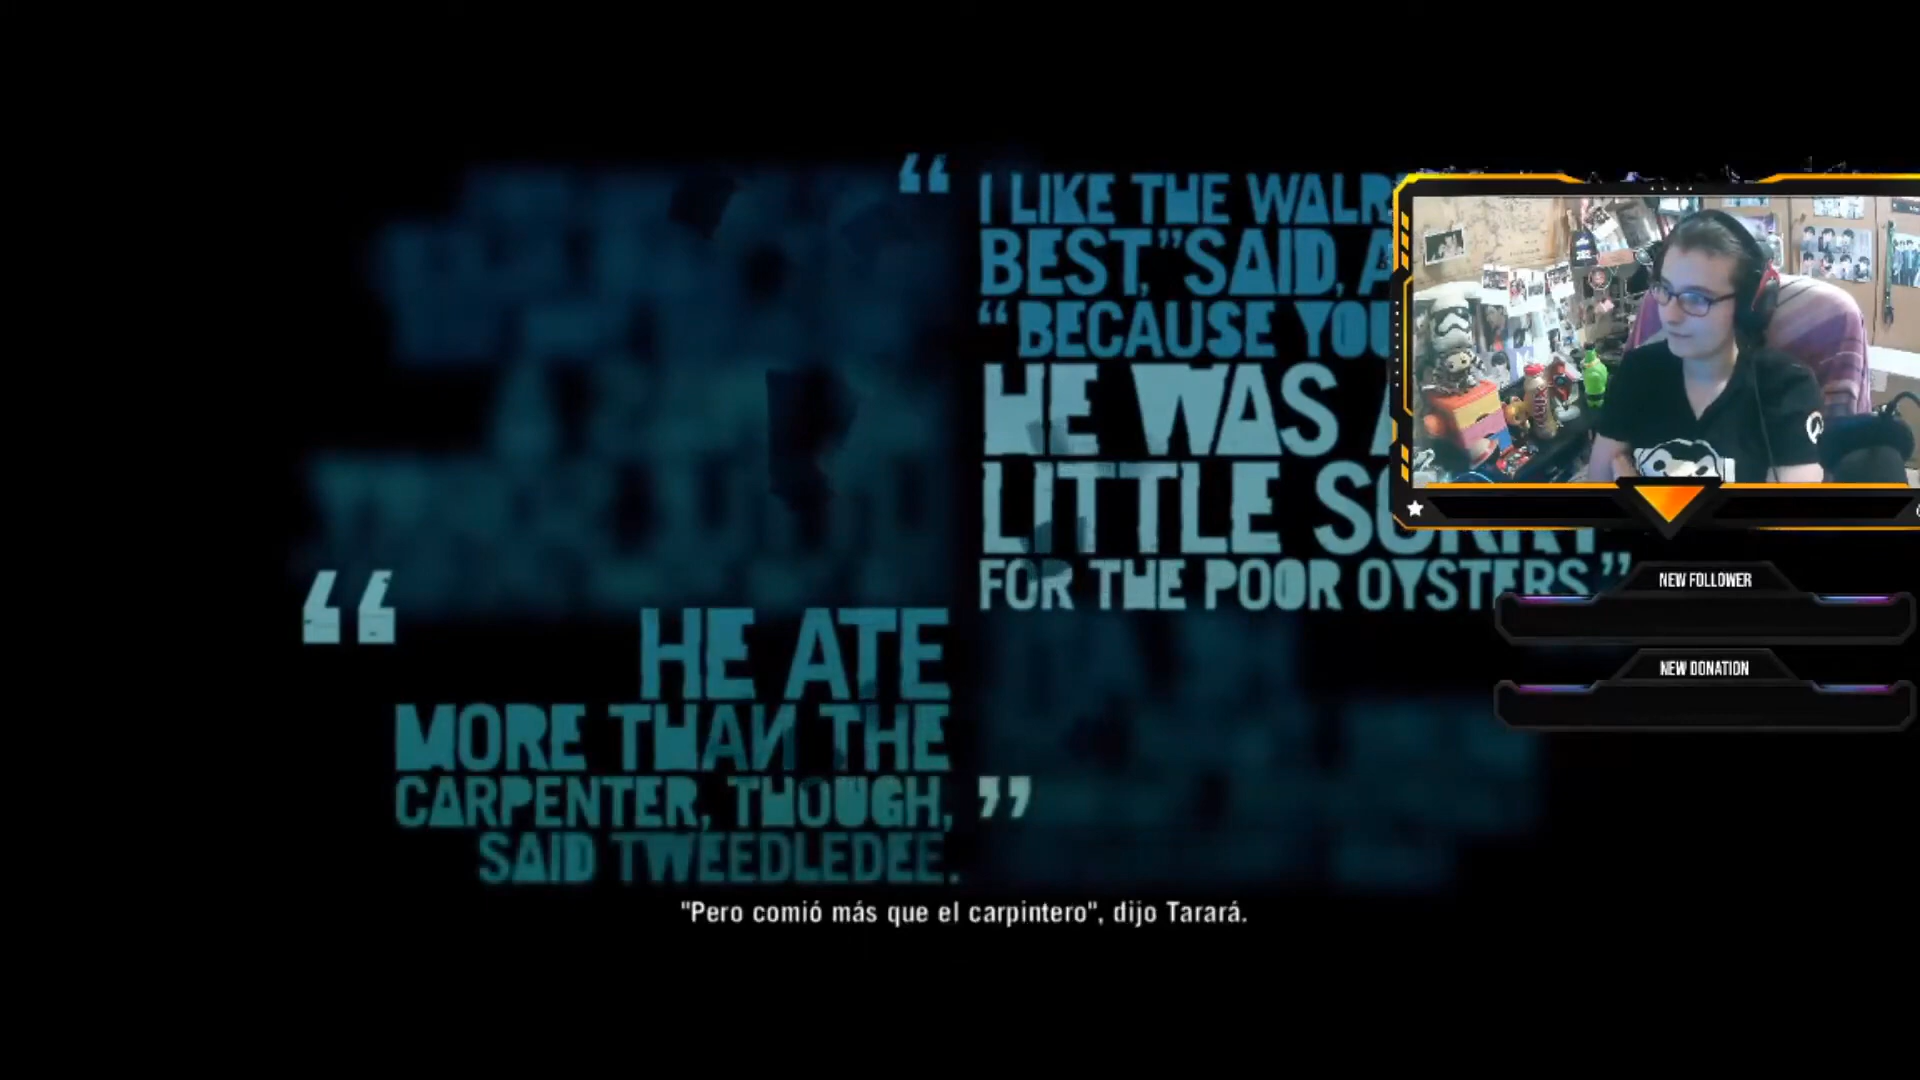 “ I LIKE THE WALR
BEST,” SAID, A
“BECAUSE YOU
HE WAS A
LITTLE SORRY
FOR THE POOR OYSTERS.”
“ HE ATE
MORE THAN THE
CARPENTER, THOUGH, ”
SAID TWEEDLEDEE.
"Pero comió más que el carpintero", dijo Tarará.
NEW FOLLOWER
NEW DONATION